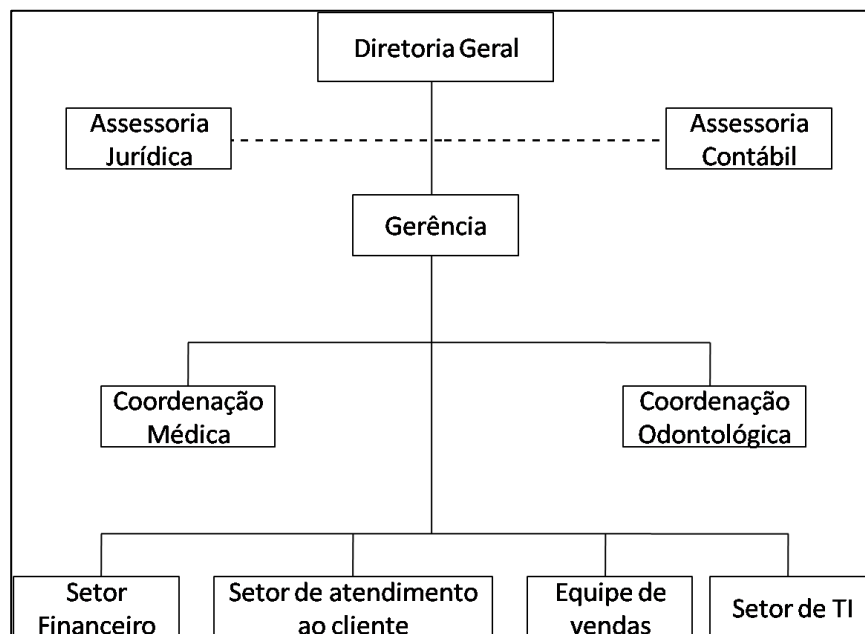 Diretoria Geral
Assessoria
Jurídica
Assessoria
Contábil
Gerência
Coordenação
Médica
Coordenação
Odontológica
Setor
Financeiro
Setor de atendimento
ao cliente
Equipe de
vendas
Setor de TI